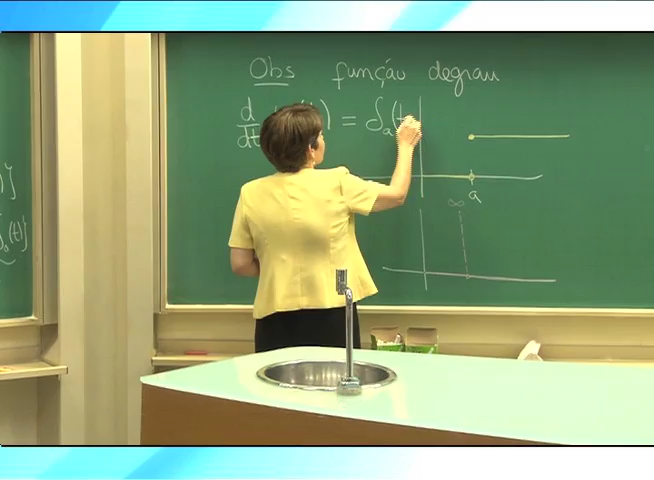 Obs função degrau
d/dt (t) = δₐ(t
a
∞
)}
ₐ(t)}